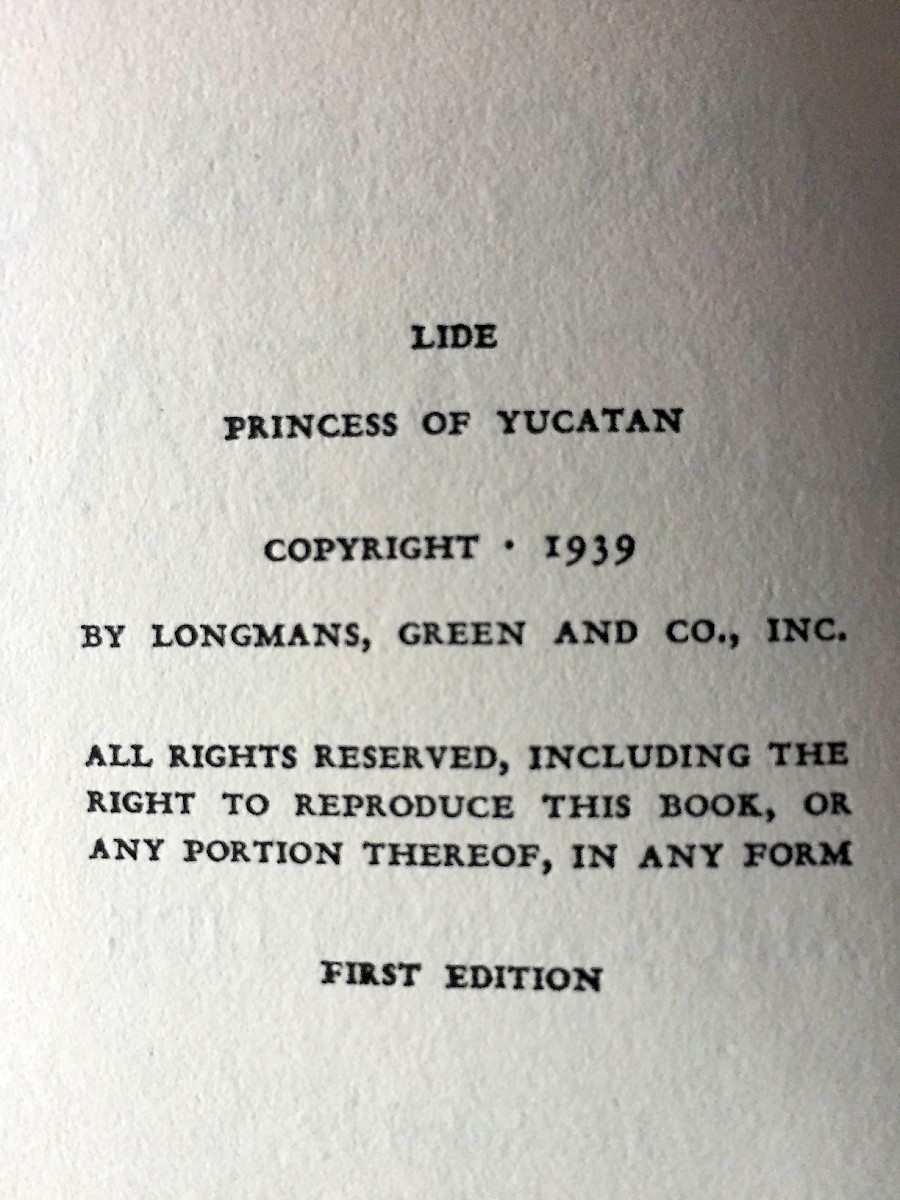 LIDE
PRINCESS OF YUCATAN
COPYRIGHT · 1939
BY LONGMANS, GREEN AND CO., INC.
ALL RIGHTS RESERVED, INCLUDING THE
RIGHT TO REPRODUCE THIS BOOK, OR
ANY PORTION THEREOF, IN ANY FORM
FIRST EDITION